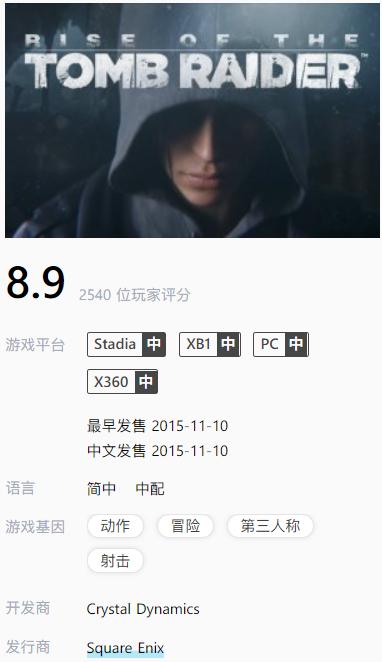 RISE OF THE
TOMB RAIDER™
8.9 2540 位玩家评分
游戏平台 Stadia 中 XB1 中 PC 中
X360 中
最早发售 2015-11-10
中文发售 2015-11-10
语言 简中 中配
游戏基因 动作 冒险 第三人称
射击
开发商 Crystal Dynamics
发行商 Square Enix